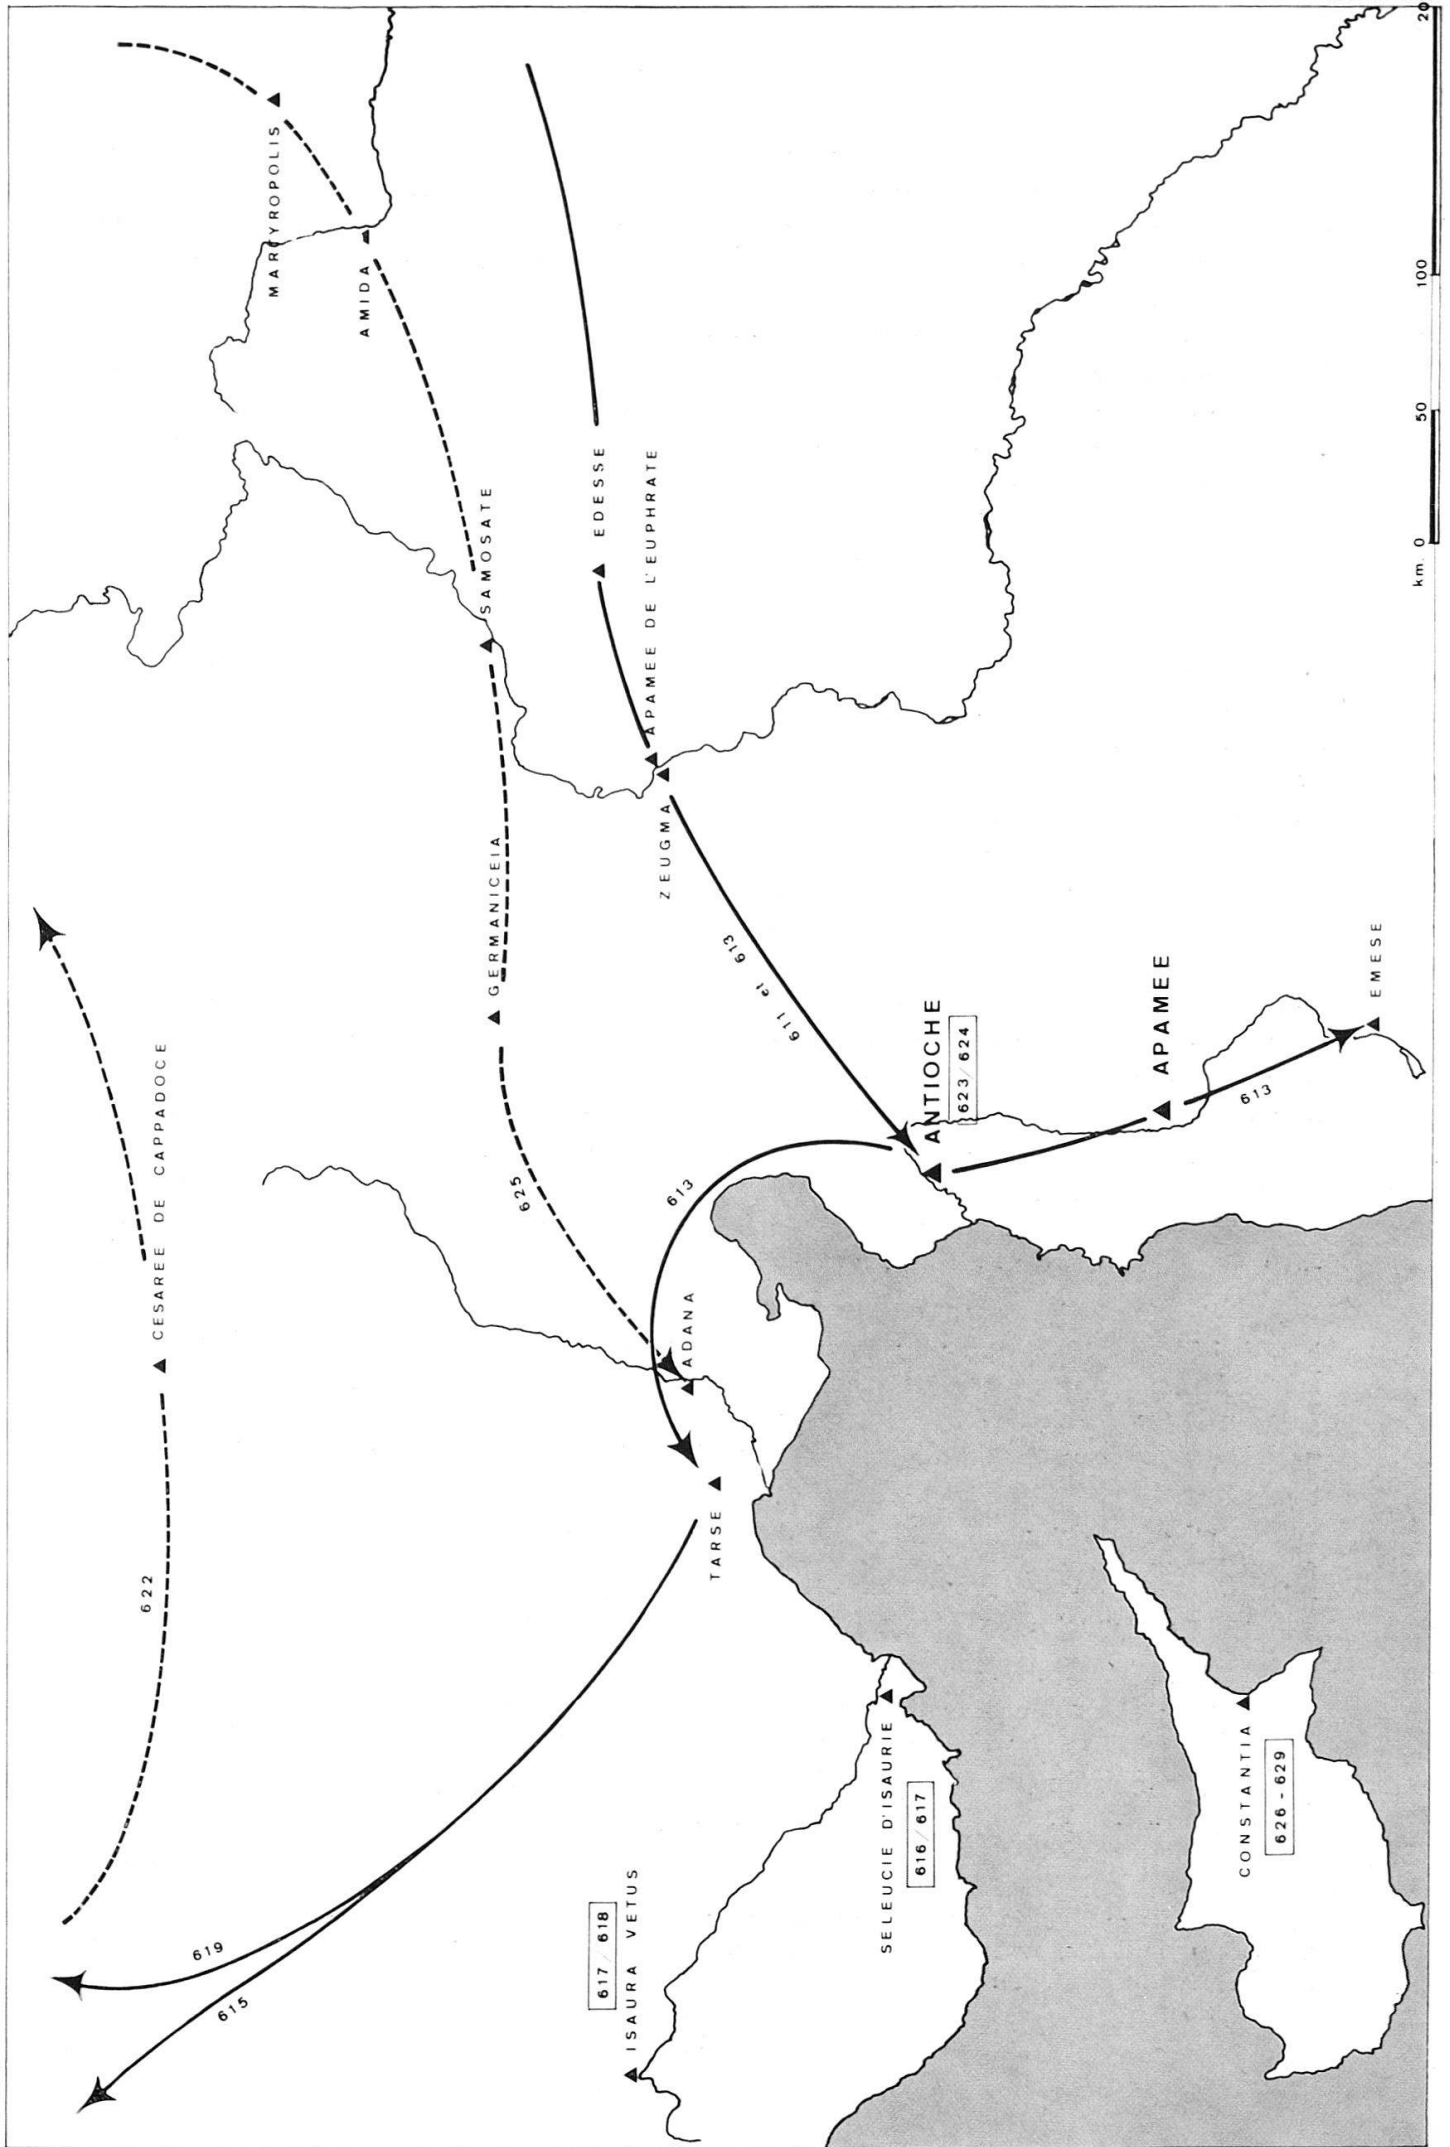 622
CESAREE DE CAPPADOCE
619
615
MARTYROPOLIS
AMIDA
SAMOSATE
GERMANICEIA
625
EDESSE
APAMEE DE L'EUPHRATE
ZEUGMA
611 et 613
613
ADANA
TARSE
617/618
ISAURA VETUS
SELEUCIE D'ISAURIE
616/617
ANTIOCHE
623/624
APAMEE
613
EMESE
CONSTANTIA
626-629
km. 0 50 100